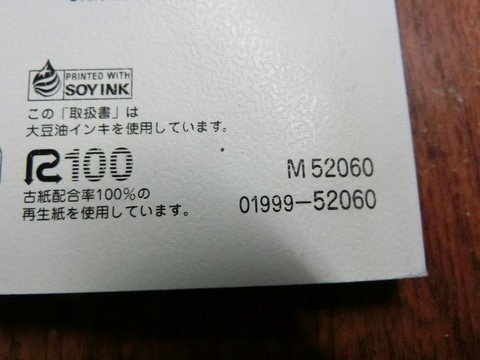 PRINTED WITH
SOY INK
この「取扱書」は
大豆油インキを使用しています。
R100
古紙配合率100%の
再生紙を使用しています。
M52060
01999-52060